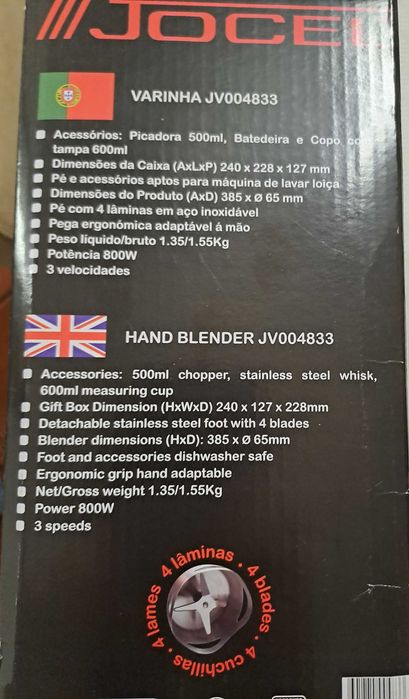 JOCEL
VARINHA JV004833
Acessórios: Picadora 500ml, Batedeira e Copo com
tampa 600ml
Dimensões da Caixa (AxLxP) 240 x 228 x 127 mm
Pé e acessórios aptos para máquina de lavar loiça
Dimensões do Produto (AxD) 385 x Ø 65 mm
Pé com 4 lâminas em aço inoxidável
Pega ergonómica adaptável á mão
Peso líquido/bruto 1.35/1.55Kg
Potência 800W
3 velocidades
HAND BLENDER JV004833
Accessories: 500ml chopper, stainless steel whisk,
600ml measuring cup
Gift Box Dimension (HxWxD) 240 x 127 x 228mm
Detachable stainless steel foot with 4 blades
Blender dimensions (HxD): 385 x Ø 65mm
Foot and accessories dishwasher safe
Ergonomic grip hand adaptable
Net/Gross weight 1.35/1.55Kg
Power 800W
3 speeds
4 lâminas · 4 blades · 4 cuchillas · 4 lames